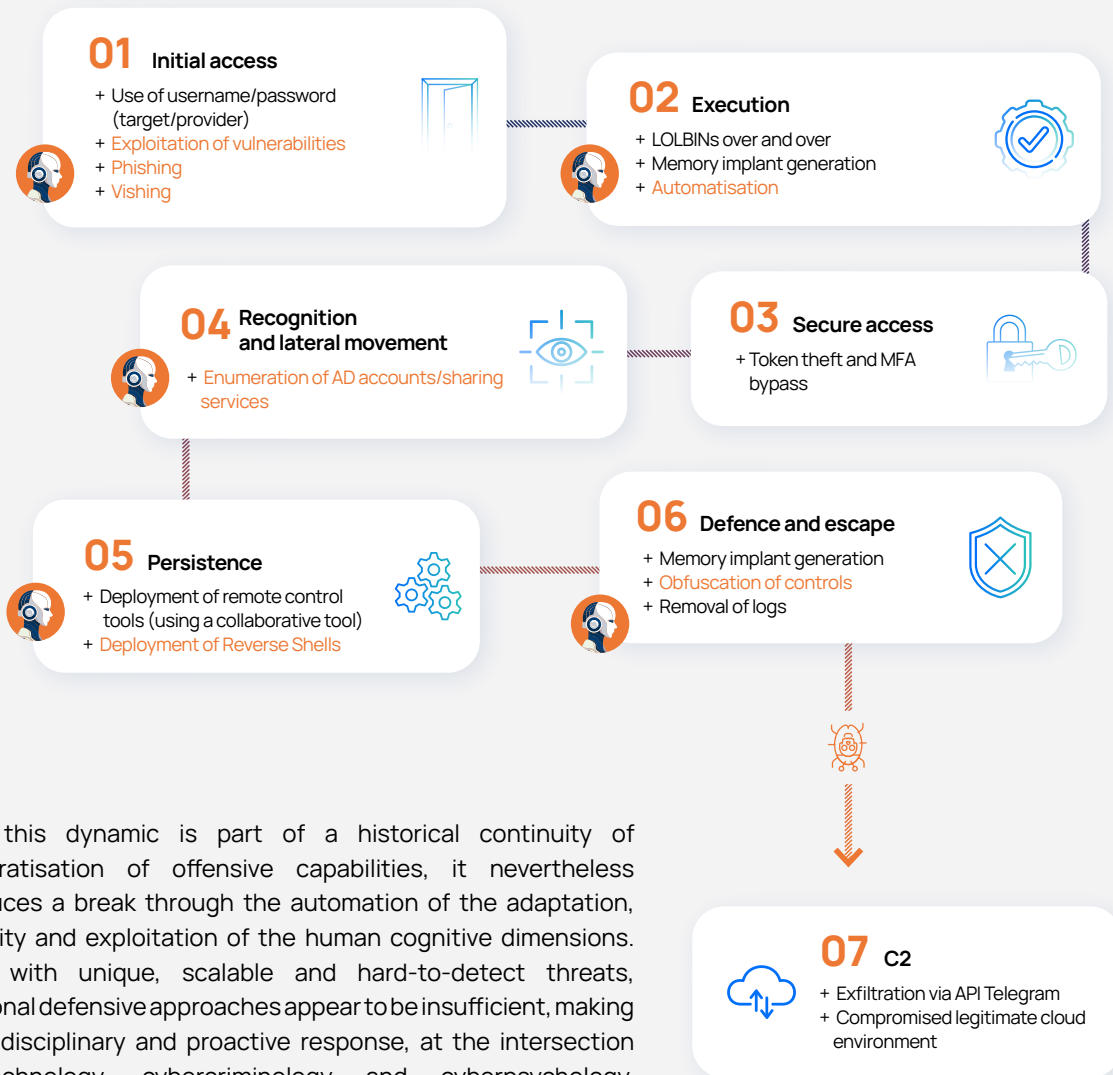 01 Initial access
+ Use of username/password
(target/provider)
+ Exploitation of vulnerabilities
+ Phishing
+ Vishing
02 Execution
+ LOLBINs over and over
+ Memory implant generation
+ Automatisation
03 Secure access
+ Token theft and MFA
bypass
04 Recognition
and lateral movement
+ Enumeration of AD accounts/sharing
services
05 Persistence
+ Deployment of remote control
tools (using a collaborative tool)
+ Deployment of Reverse Shells
06 Defence and escape
+ Memory implant generation
+ Obfuscation of controls
+ Removal of logs
this dynamic is part of a historical continuity of
of offensive capabilities, it nevertheless
a break through the automation of the adaptation,
and exploitation of the human cognitive dimensions.
with unique, scalable and hard-to-detect threats,
defensive approaches appear to be insufficient, making
disciplinary and proactive response, at the intersection
cybercriminology and cyberpsychology,
07 C2
+ Exfiltration via API Telegram
+ Compromised legitimate cloud
environment